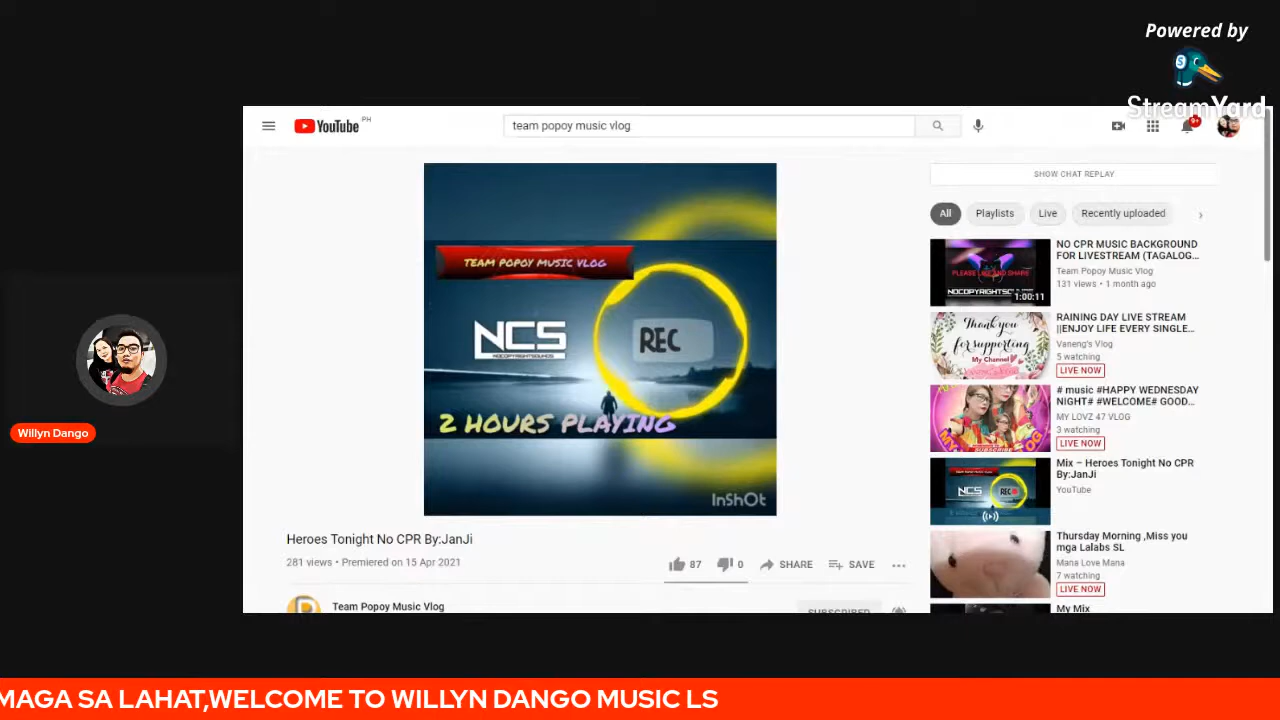 Powered by
StreamYard
YouTube PH
team popoy music vlog
9+
SHOW CHAT REPLAY
All
Playlists
Live
Recently uploaded
TEAM POPOY MUSIC VLOG
NCS
NOCOPYRIGHTSOUNDS
REC
2 HOURS PLAYING
InShOt
Heroes Tonight No CPR By:JanJi
281 views • Premiered on 15 Apr 2021
87
0
SHARE
SAVE
Team Popoy Music Vlog
SUBSCRIBED
PLEASE LIKE AND SHARE
1:00:11
NO CPR MUSIC BACKGROUND
FOR LIVESTREAM (TAGALOG...
Team Popoy Music Vlog
131 views • 1 month ago
Thank you
for supporting
My Channel
RAINING DAY LIVE STREAM
||ENJOY LIFE EVERY SINGLE...
Vaneng's Vlog
5 watching
LIVE NOW
# music #HAPPY WEDNESDAY
NIGHT# #WELCOME# GOOD...
MY LOVZ 47 VLOG
3 watching
LIVE NOW
NCS
REC
Mix – Heroes Tonight No CPR
By:JanJi
YouTube
Thursday Morning ,Miss you
mga Lalabs SL
Mana Love Mana
7 watching
LIVE NOW
My Mix
Willyn Dango
MAGA SA LAHAT,WELCOME TO WILLYN DANGO MUSIC LS